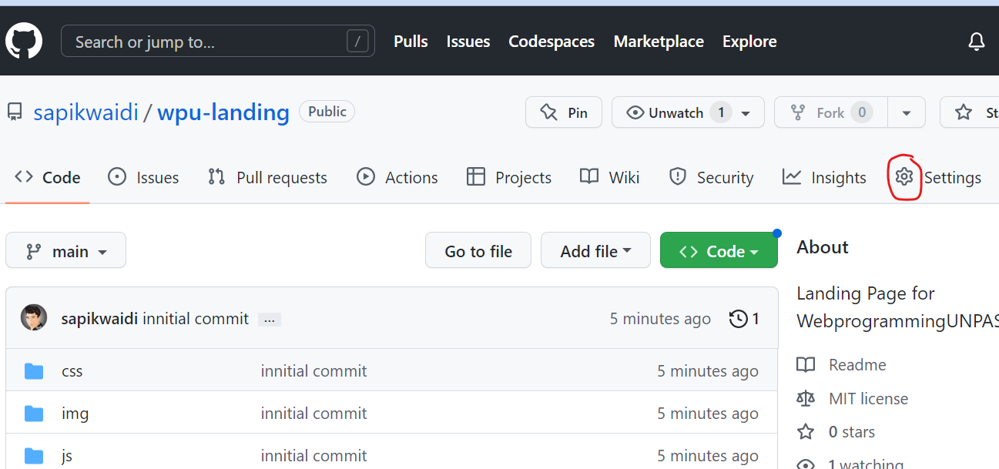 Search or jump to... / Pulls Issues Codespaces Marketplace Explore
sapikwaidi / wpu-landing Public Pin Unwatch 1 Fork 0
Code Issues Pull requests Actions Projects Wiki Security Insights Settings
main Go to file Add file Code
sapikwaidi innitial commit ... 5 minutes ago 1
css innitial commit 5 minutes ago
img innitial commit 5 minutes ago
js innitial commit 5 minutes ago
About
Landing Page for
WebprogrammingUNPAS
Readme
MIT license
0 stars
1 watching